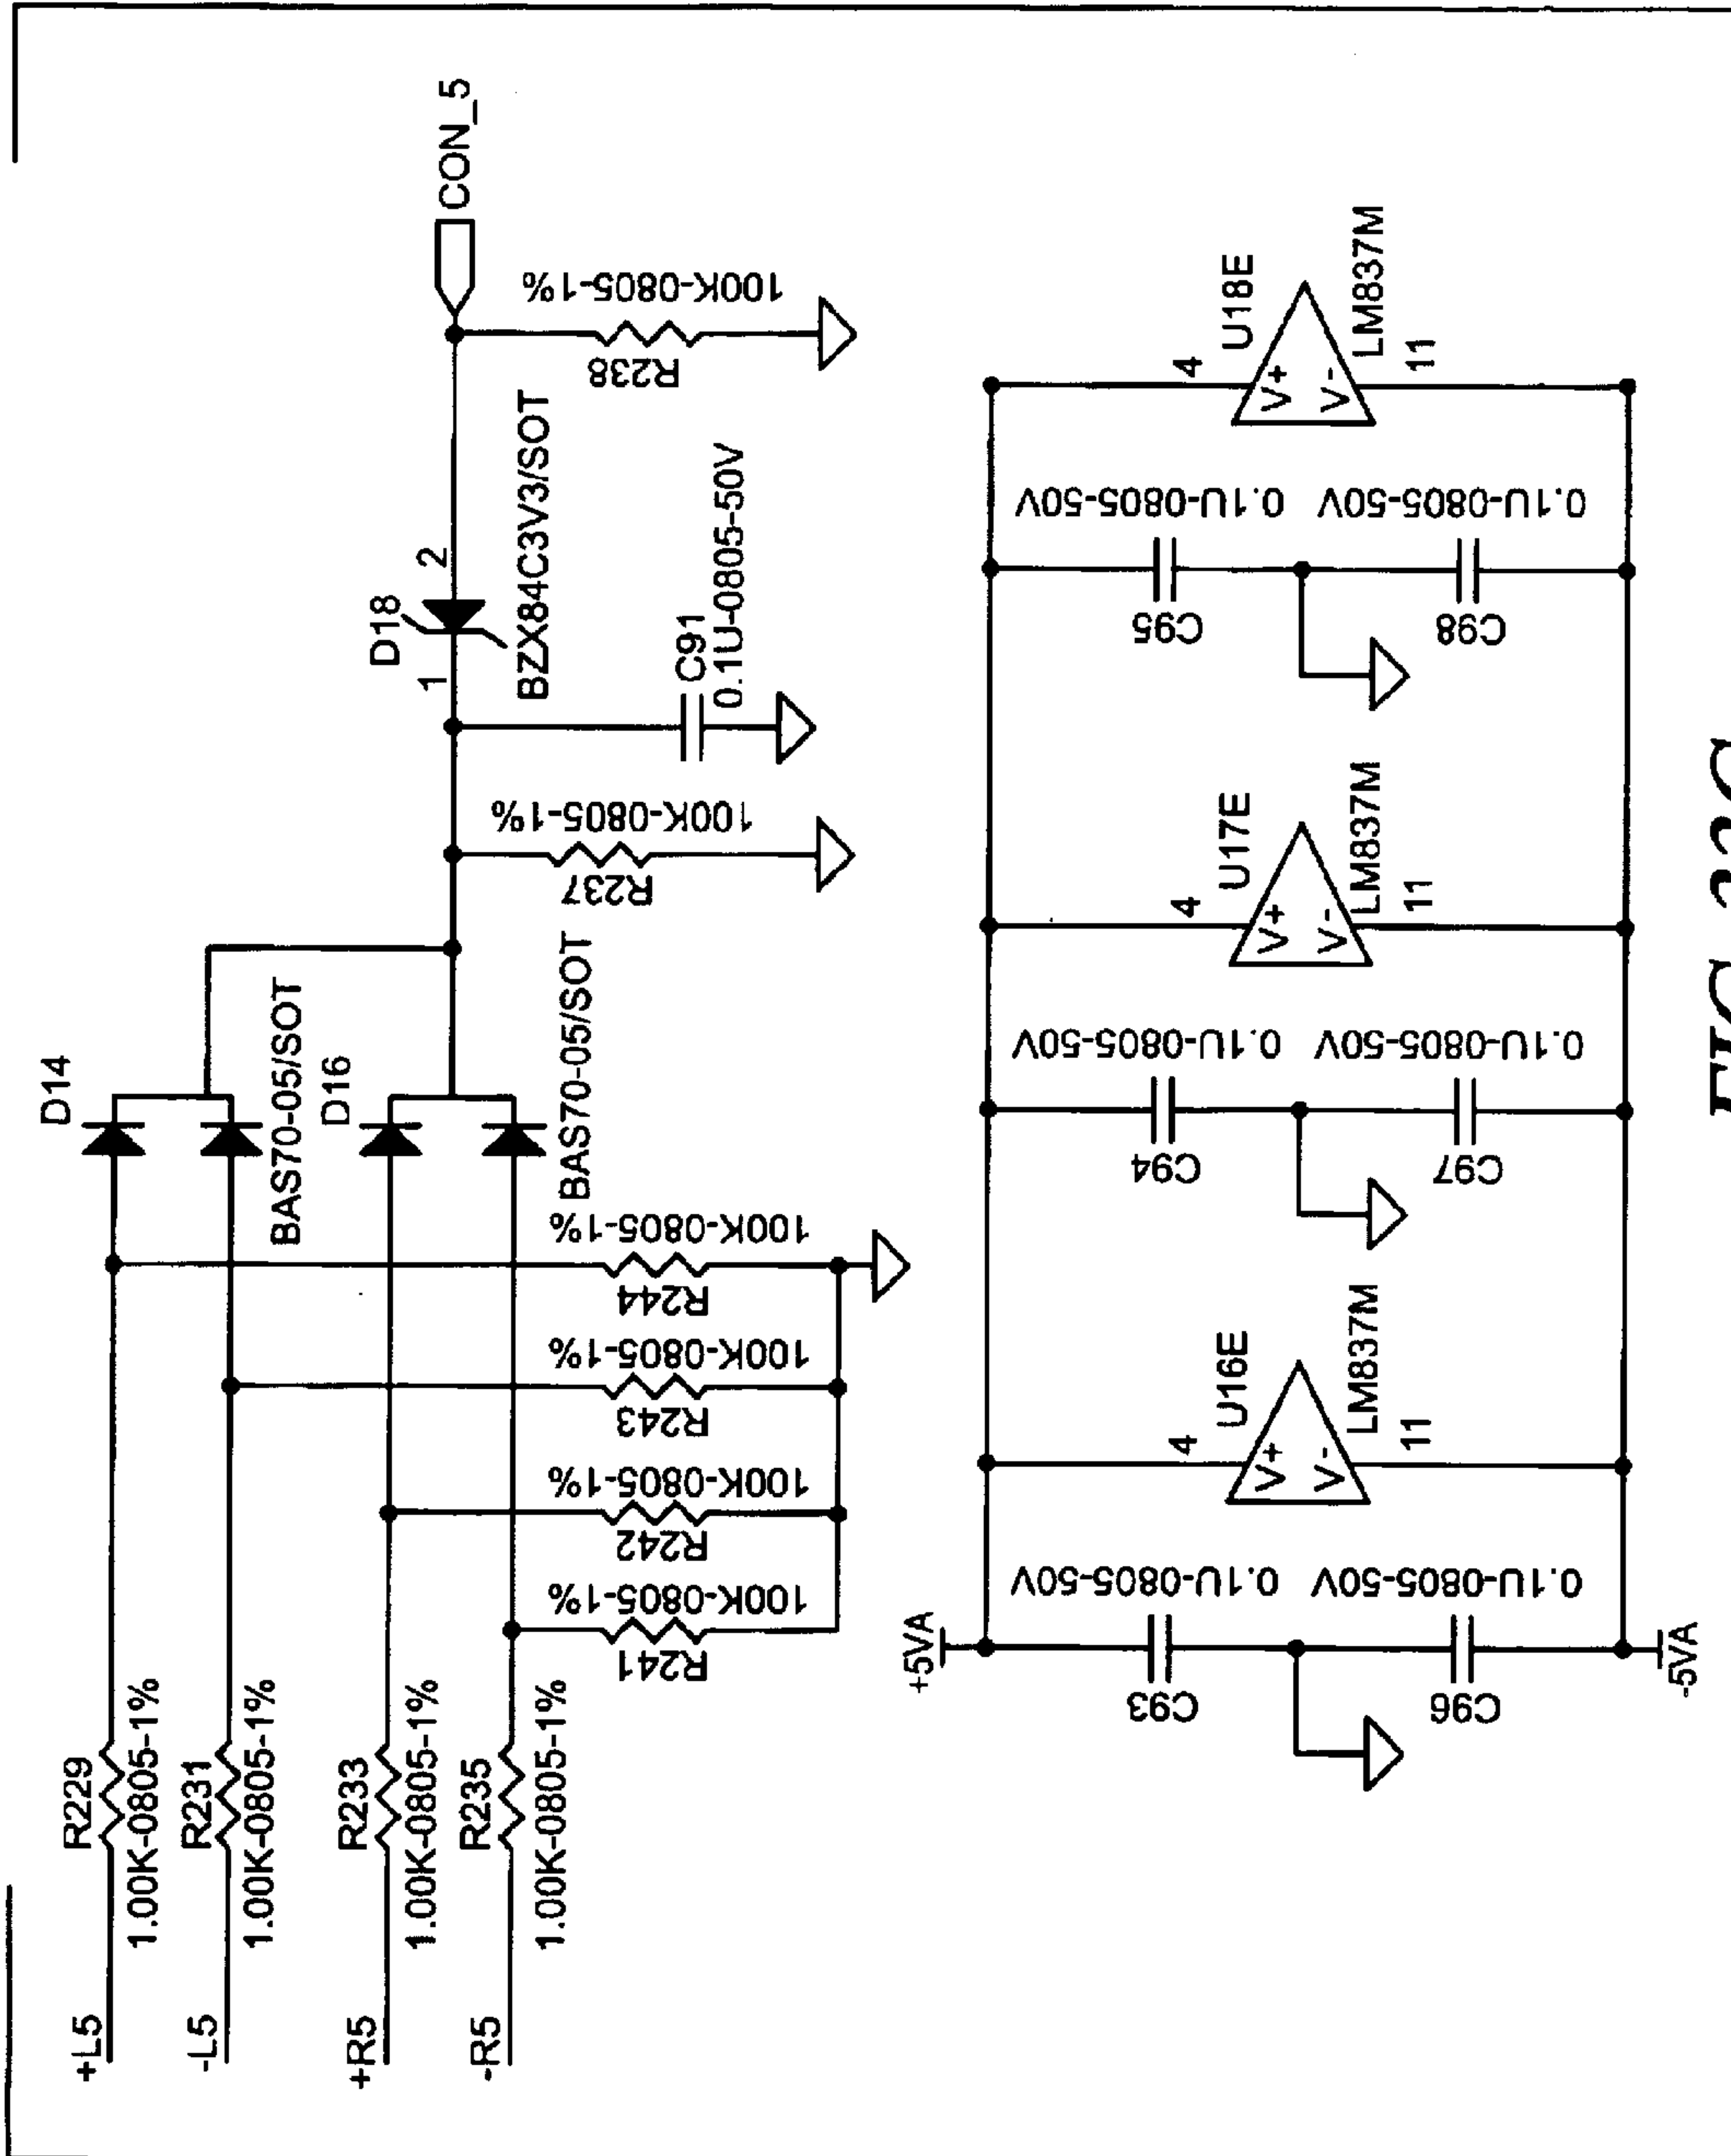 +L5
R229
1.00K-0805-1%
-L5
R231
1.00K-0805-1%
+R5
R233
1.00K-0805-1%
-R5
R235
1.00K-0805-1%
R241
100K-0805-1%
R242
100K-0805-1%
R243
100K-0805-1%
R244
100K-0805-1%
D14
BAS70-05/SOT
D16
BAS70-05/SOT
R237
100K-0805-1%
D18
1
2
BZX84C3V3/SOT
C91
0.1U-0805-50V
R238
100K-0805-1%
CON_5
+5VA
-5VA
C93
0.1U-0805-50V
C96
0.1U-0805-50V
4
U16E
V+
V-
LM837M
11
C94
0.1U-0805-50V
C97
0.1U-0805-50V
4
U17E
V+
V-
LM837M
11
C95
0.1U-0805-50V
C98
0.1U-0805-50V
4
U18E
V+
V-
LM837M
11